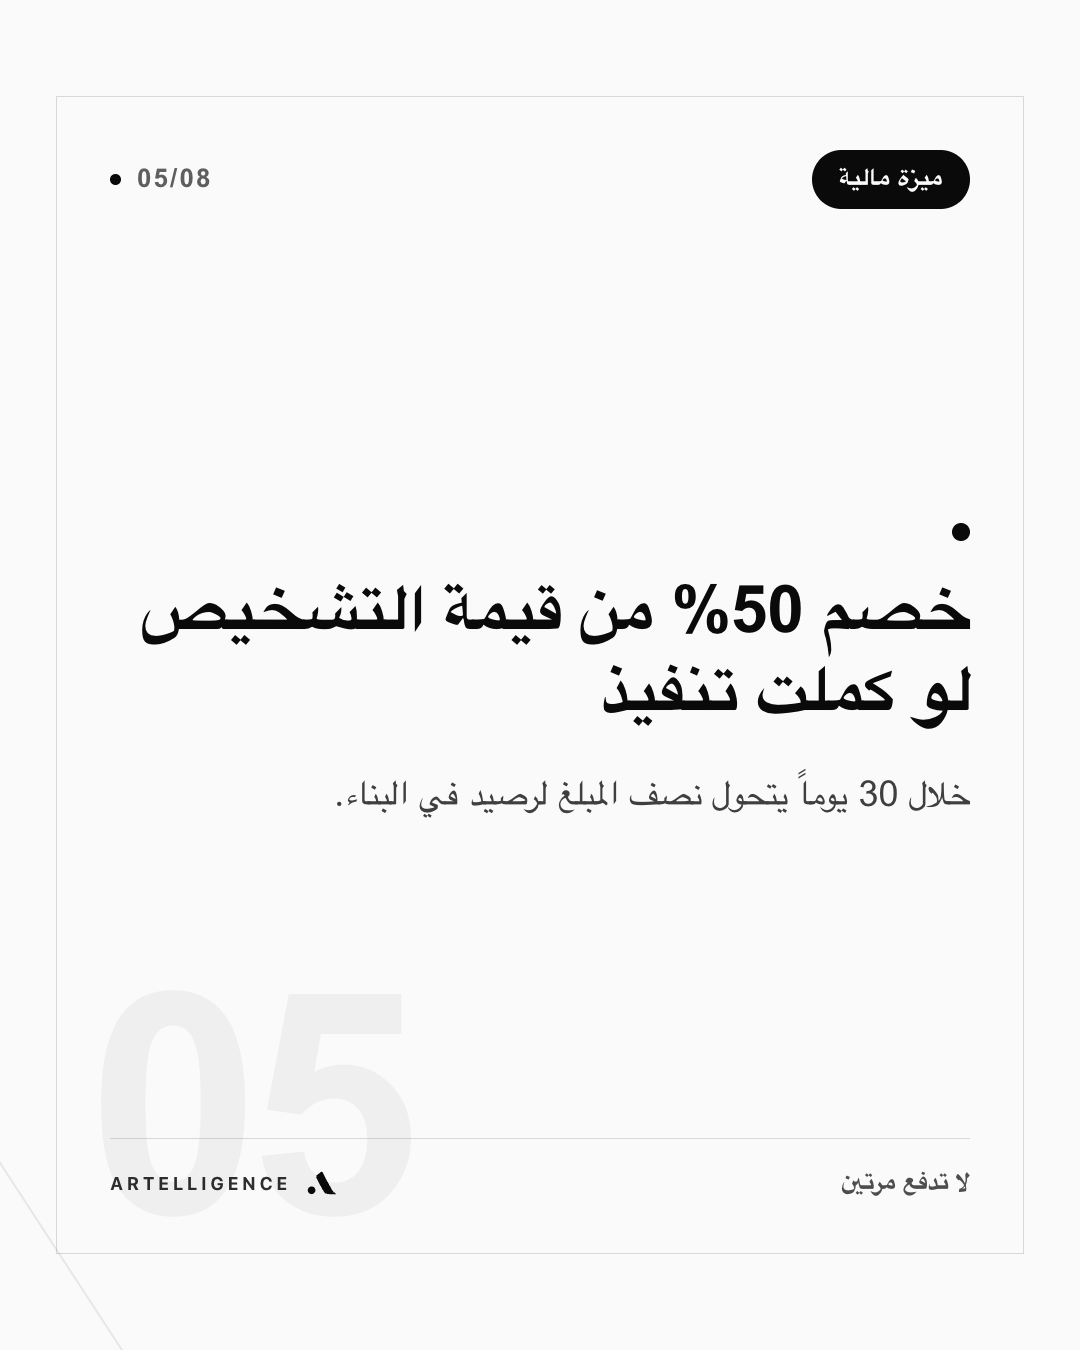 ميزة مالية
05/08
خصم 50% من قيمة التشخيص
لو كملت تنفيذ
خلال 30 يوماً يتحول نصف المبلغ لرصيد في البناء.
05
لا تدفع مرتين
ARTELLIGENCE